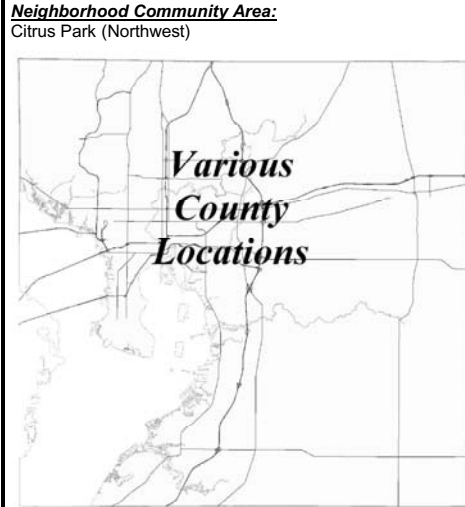 Neighborhood Community Area:
Citrus Park (Northwest)
Various
County
Locations